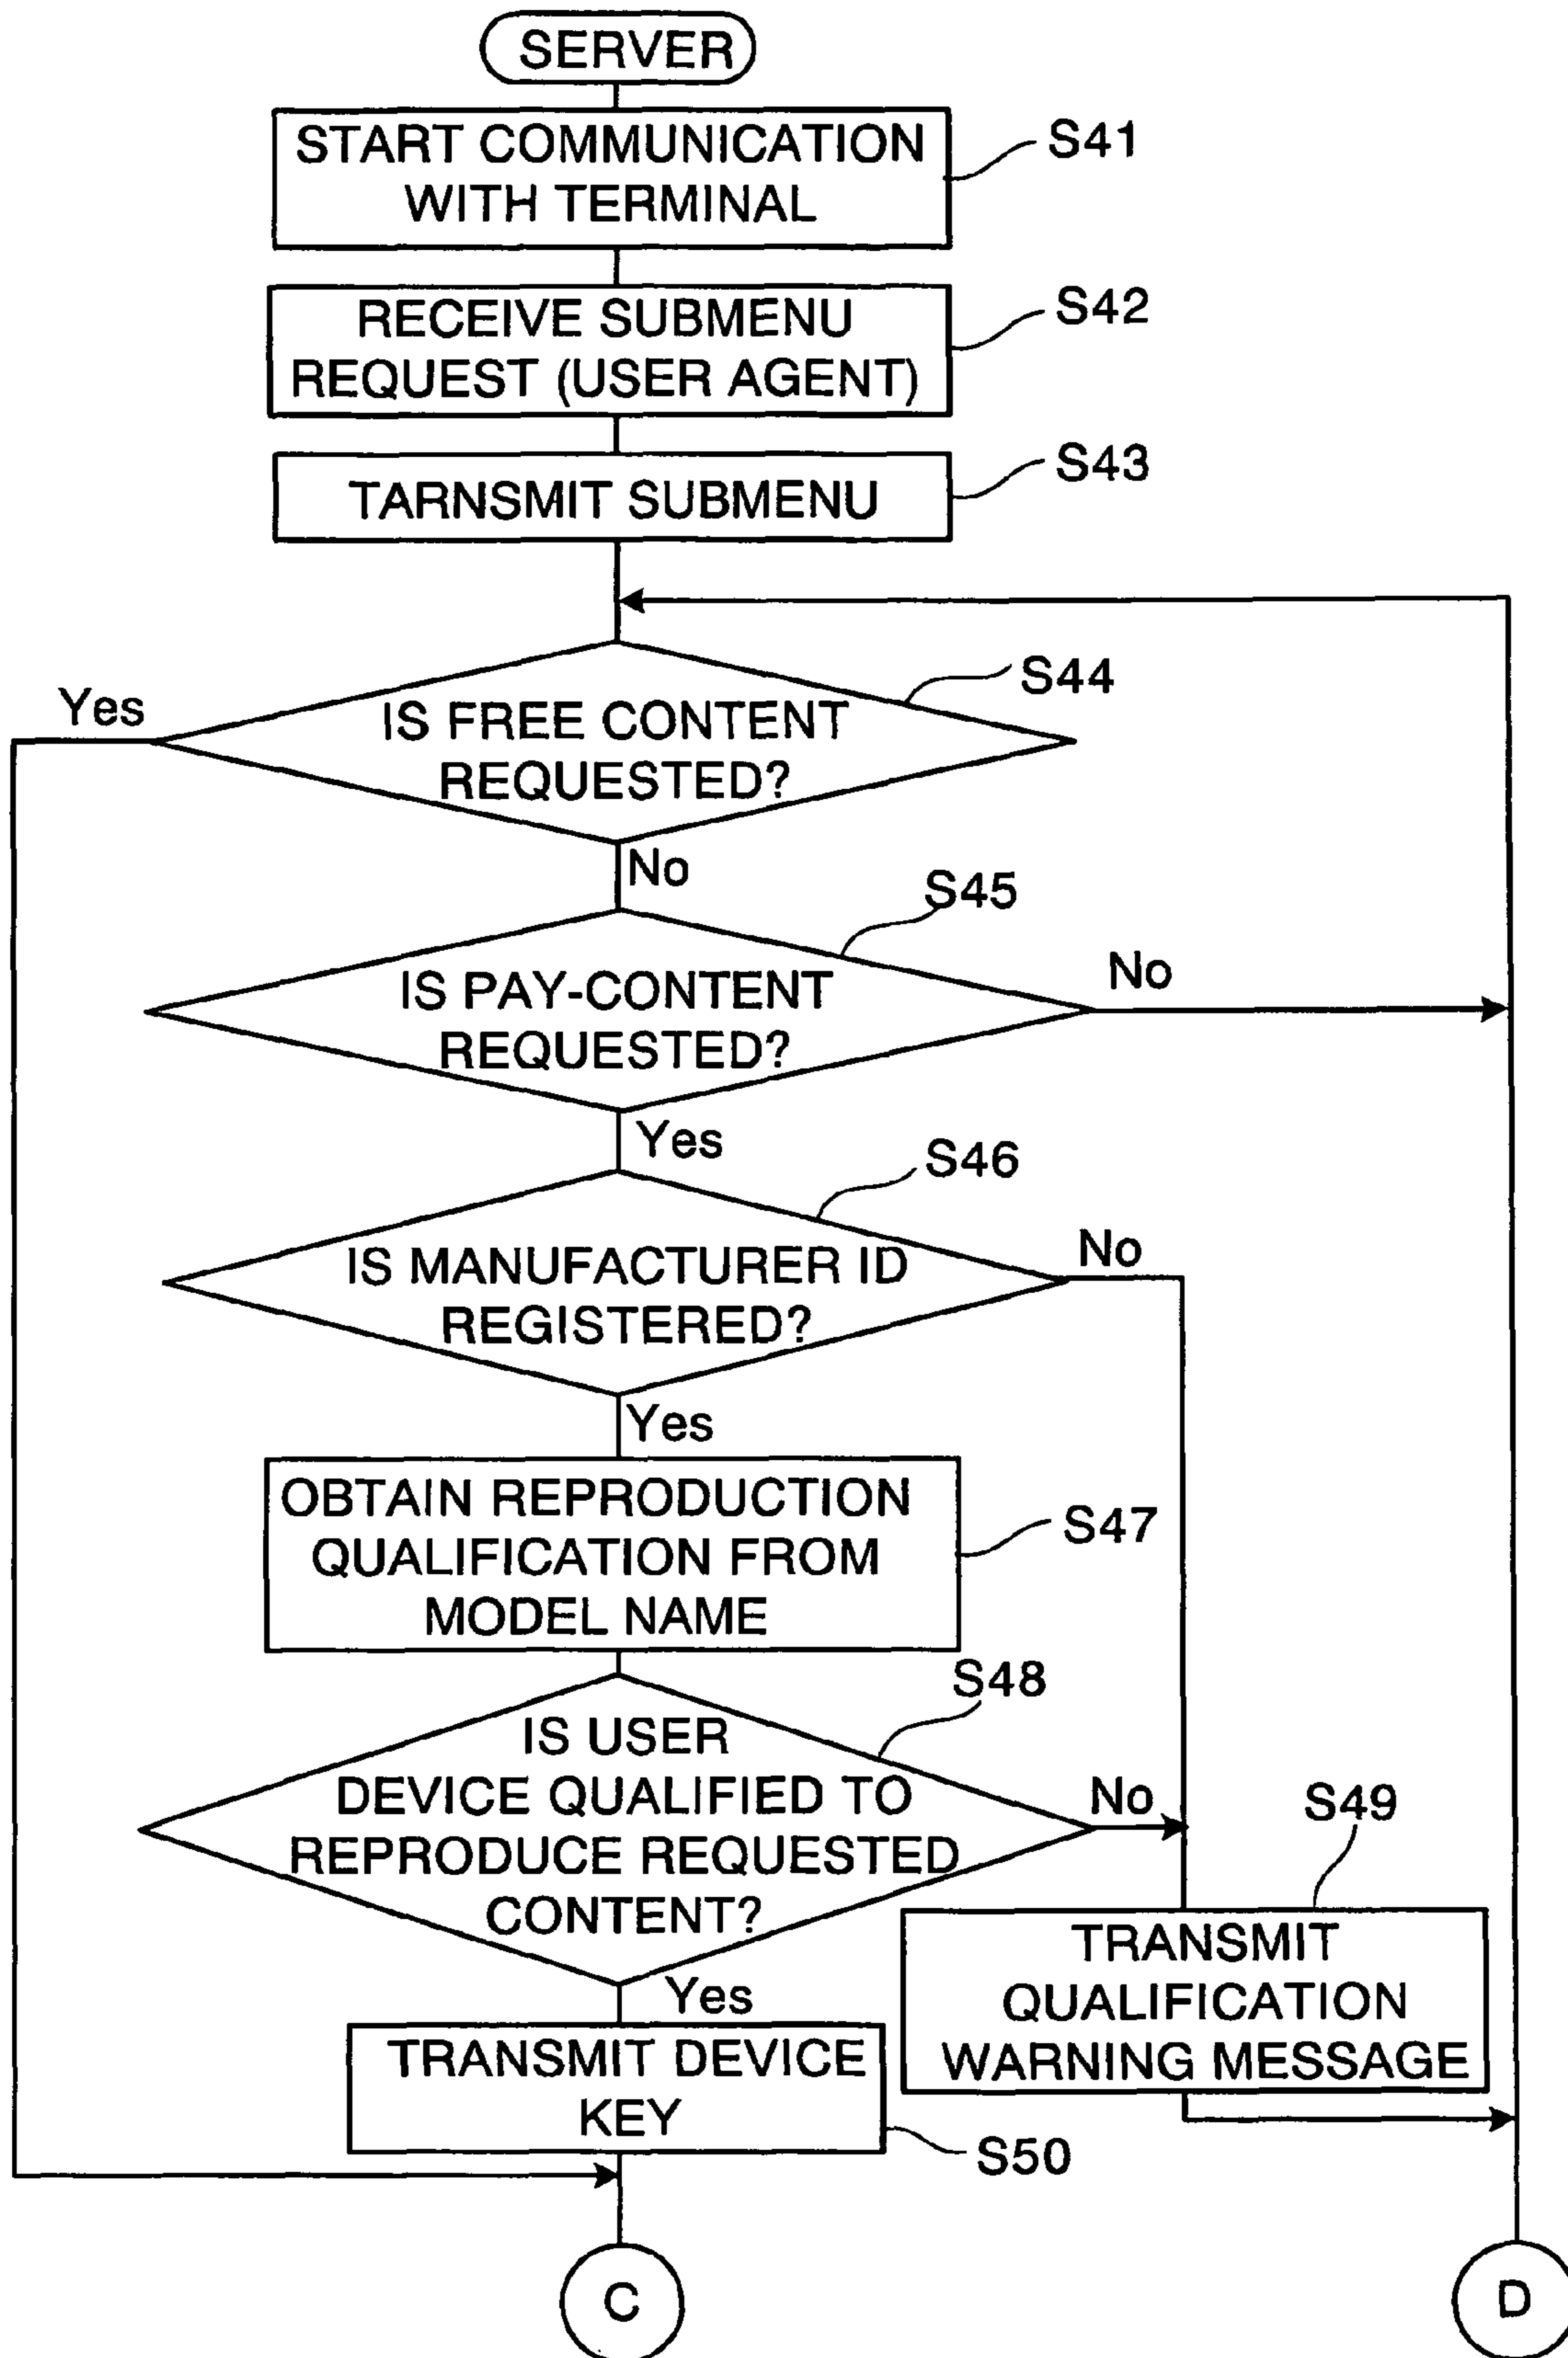 SERVER
START COMMUNICATION
WITH TERMINAL
S41
RECEIVE SUBMENU
REQUEST (USER AGENT)
S42
TARNSMIT SUBMENU
S43
S44
Yes
IS FREE CONTENT
REQUESTED?
No
S45
IS PAY-CONTENT
REQUESTED?
No
Yes
S46
IS MANUFACTURER ID
REGISTERED?
No
Yes
OBTAIN REPRODUCTION
QUALIFICATION FROM
MODEL NAME
S47
S48
IS USER
DEVICE QUALIFIED TO
REPRODUCE REQUESTED
CONTENT?
No
S49
TRANSMIT
QUALIFICATION
WARNING MESSAGE
Yes
TRANSMIT DEVICE
KEY
S50
C
D